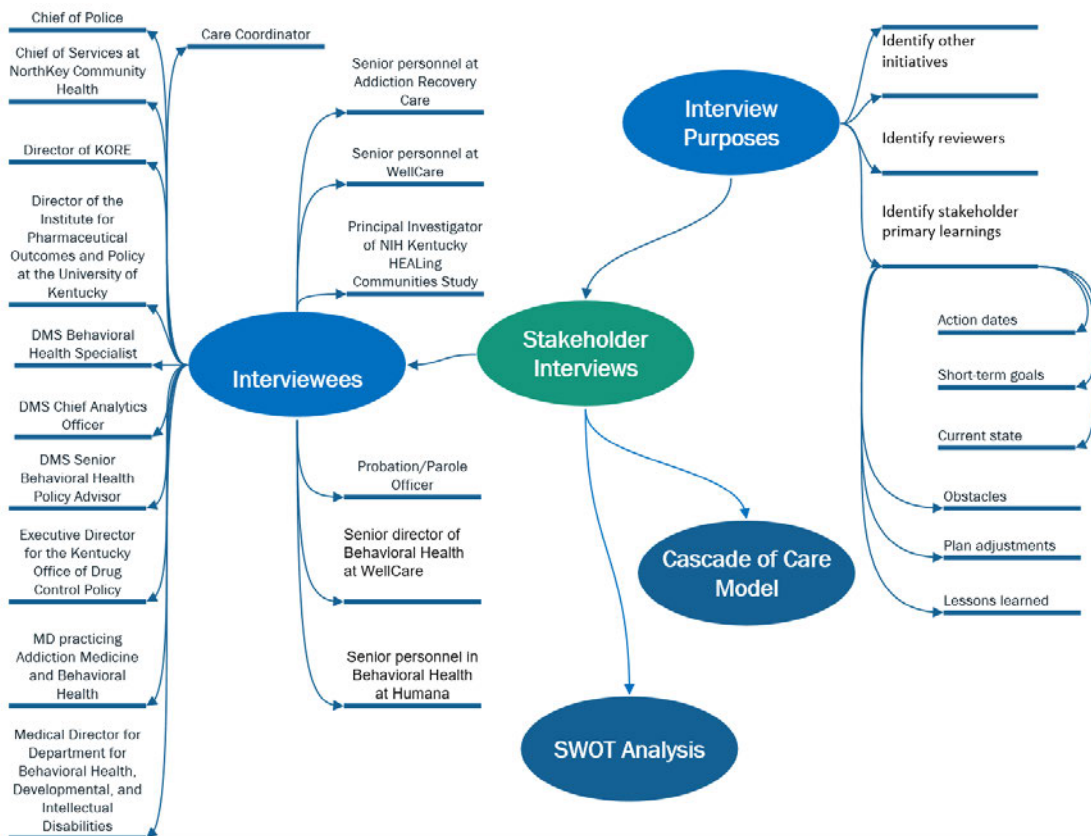 Chief of Police
Chief of Services at
NorthKey Community
Health
Director of KORE
Director of the
Institute for
Pharmaceutical
Outcomes and Policy
at the University of
Kentucky
DMS Behavioral
Health Specialist
DMS Chief Analytics
Officer
DMS Senior
Behavioral Health
Policy Advisor
Executive Director
for the Kentucky
Office of Drug
Control Policy
MD practicing
Addiction Medicine
and Behavioral
Health
Medical Director for
Department for
Behavioral Health,
Developmental, and
Intellectual
Disabilities
Care Coordinator
Senior personnel at
Addiction Recovery
Care
Senior personnel at
WellCare
Principal Investigator
of NIH Kentucky
HEALing
Communities Study
Interviewees
Probation/Parole
Officer
Senior director of
Behavioral Health
at WellCare
Senior personnel in
Behavioral Health
at Humana
Stakeholder
Interviews
Interview
Purposes
Cascade of Care
Model
SWOT Analysis
Identify other
initiatives
Identify reviewers
Identify stakeholder
primary learnings
Action dates
Short-term goals
Current state
Obstacles
Plan adjustments
Lessons learned